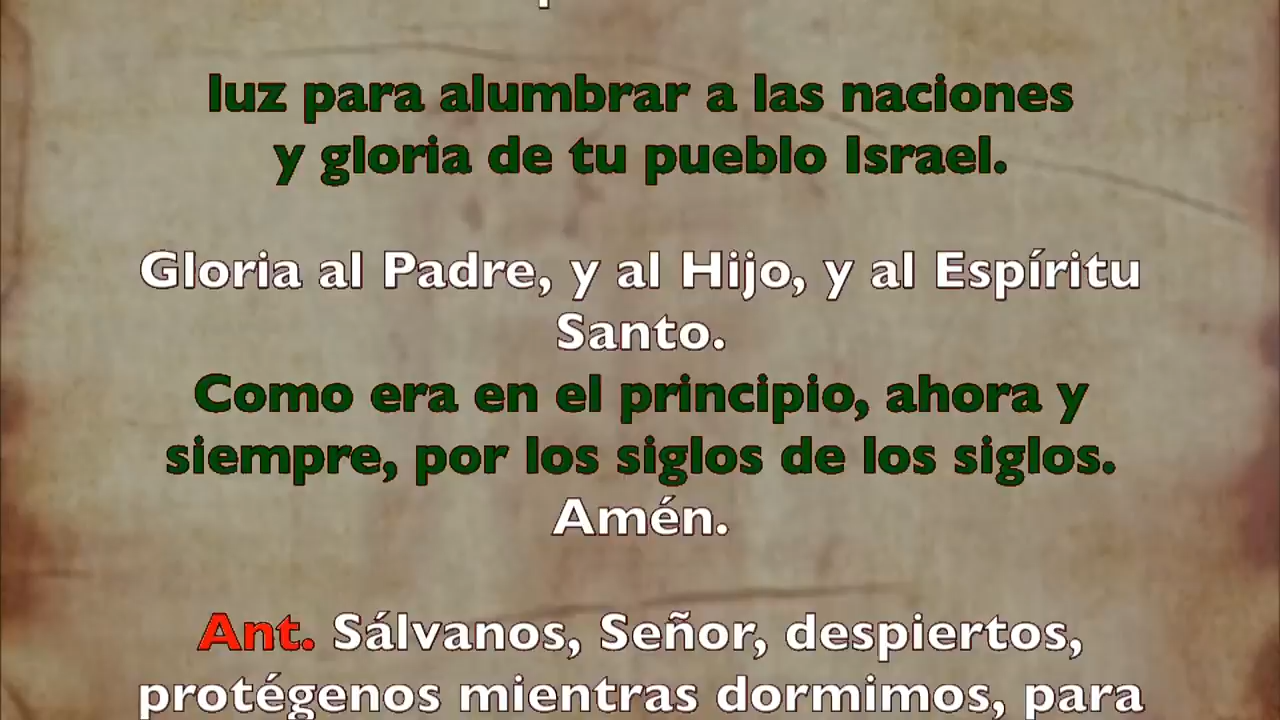 luz para alumbrar a las naciones
y gloria de tu pueblo Israel.
Gloria al Padre, y al Hijo, y al Espíritu
Santo.
Como era en el principio, ahora y
siempre, por los siglos de los siglos.
Amén.
Ant. Sálvanos, Señor, despiertos,
protégenos mientras dormimos, para